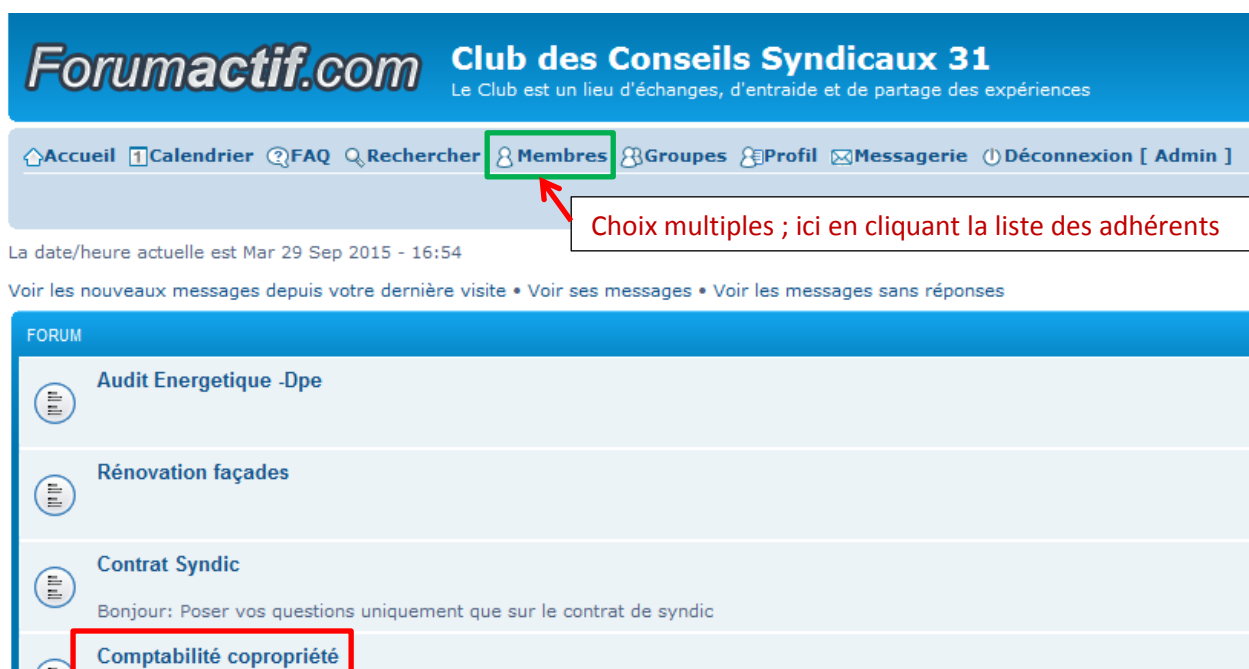 Forumactif.com
Club des Conseils Syndicaux 31
Le Club est un lieu d'échanges, d'entraide et de partage des expériences
Accueil 1 Calendrier ? FAQ Rechercher Membres Groupes Profil Messagerie Déconnexion [ Admin ]
Choix multiples ; ici en cliquant la liste des adhérents
La date/heure actuelle est Mar 29 Sep 2015 - 16:54
Voir les nouveaux messages depuis votre dernière visite • Voir ses messages • Voir les messages sans réponses
FORUM
Audit Energetique -Dpe
Rénovation façades
Contrat Syndic
Bonjour: Poser vos questions uniquement que sur le contrat de syndic
Comptabilité copropriété